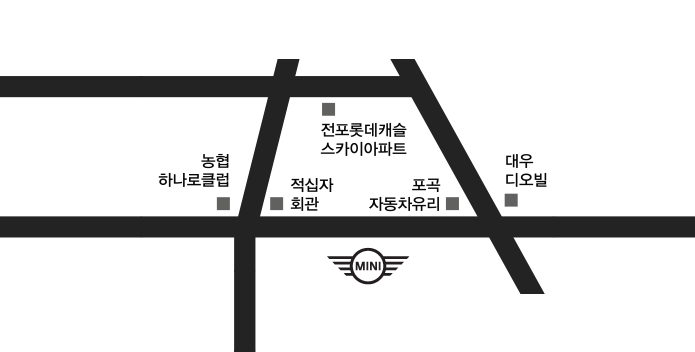 전포롯데캐슬
스카이아파트
농협
하나로클럽
적십자
회관
포곡
자동차유리
대우
디오빌
MINI